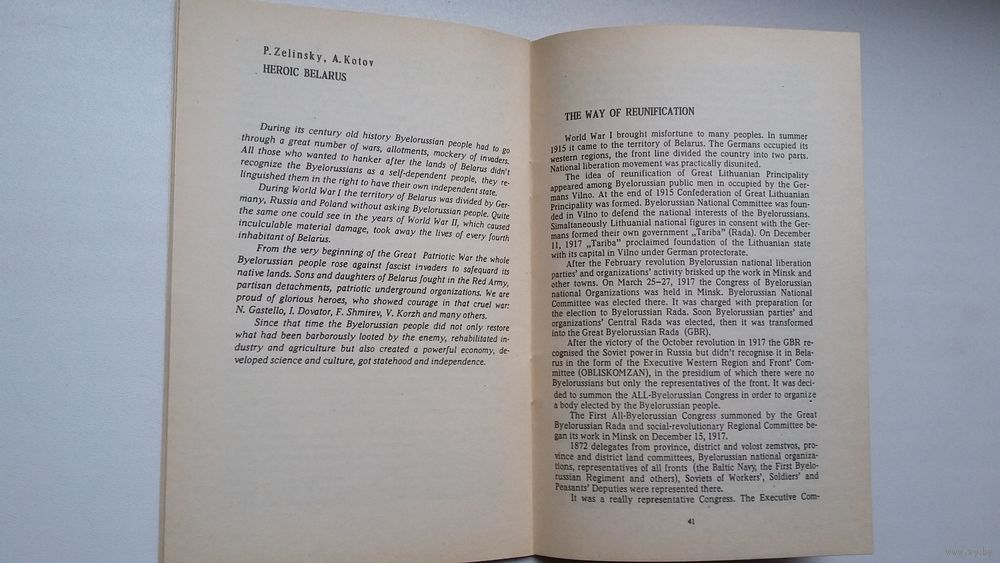 P. Zelinsky, A. Kotov
HEROIC BELARUS
During its century old history Byelorussian people had to go
through a great number of wars, allotments, mockery of invaders.
All those who wanted to hanker after the lands of Belarus didn't
recognize the Byelorussians as a self-dependent people, they re-
linguished them in the right to have their own independent state.
During World War I the territory of Belarus was divided by Ger-
many, Russia and Poland without asking Byelorussian people. Quite
the same one could see in the years of World War II, which caused
inculculable material damage, took away the lives of every fourth
inhabitant of Belarus.
From the very beginning of the Great Patriotic War the whole
Byelorussian people rose against fascist invaders to safequard its
native lands. Sons and daughters of Belarus fought in the Red Army,
partisan detachments, patriotic underground organizations. We are
proud of glorious heroes, who showed courage in that cruel war:
N. Gastello, I. Dovator, F. Shmirev, V. Korzh and many others.
Since that time the Byelorussian people did not only restore
what had been barborously looted by the enemy, rehabilitated in-
dustry and agriculture but also created a powerful economy, de-
veloped science and culture, got statehood and independence.
THE WAY OF REUNIFICATION
World War I brought misfortune to many peoples. In summer
1915 it came to the territory of Belarus. The Germans occupied its
western regions, the front line divided the country into two parts.
National liberation movement was practically disunited.
The idea of reunification of Great Lithuanian Principality
appeared among Byelorussian public men in occupied by the Ger-
mans Vilno. At the end of 1915 Confederation of Great Lithuanian
Principality was formed. Byelorussian National Committee was foun-
ded in Vilno to defend the national interests of the Byelorussians.
Simultaneously Lithuanian national figures in consent with the Ger-
mans formed their own government „Tariba” (Rada). On December
11, 1917 „Tariba” proclaimed foundation of the Lithuanian state
with its capital in Vilno under German protectorate.
After the February revolution Byelorussian national liberation
parties' and organizations' activity brisked up the work in Minsk and
other towns. On March 25–27, 1917 the Congress of Byelorussian
national Organizations was held in Minsk. Byelorussian National
Committee was elected there. It was charged with preparation for
the election to Byelorussian Rada. Soon Byelorussian parties' and
organizations' Central Rada was elected, then it was transformed
into the Great Byelorussian Rada (GBR).
After the victory of the October revolution in 1917 the GBR re-
cognised the Soviet power in Russia but didn't recognise it in Bela-
rus in the form of the Executive Western Region and Front' Com-
mittee (OBLISKOMZAN), in the presidium of which there were no
Byelorussians but only the representatives of the front. It was deci-
ded to summon the ALL-Byelorussian Congress in order to organize
a body elected by the Byelorussian people.
The First All-Byelorussian Congress summoned by the Great
Byelorussian Rada and social-revolutionary Regional Committee be-
gan its work in Minsk on December 15, 1917.
1872 delegates from province, district and volost zemstvos, pro-
vince and district land committees, Byelorussian national organiza-
tions, representatives of all fronts (the Baltic Navy, the First Byelo-
russian Regiment and others), Soviets of Workers', Soldiers' and
Peasants' Deputies were represented there.
It was a really representative Congress. The Executive Com-
41
www.ay.by